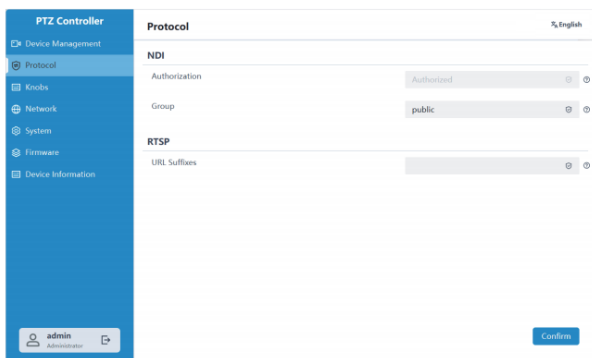 PTZ Controller
Device Management
Protocol
Knobs
Network
System
Firmware
Device Information
admin
Administrator
Protocol
English
NDI
Authorization
Authorized
Group
public
RTSP
URL Suffixes
Confirm